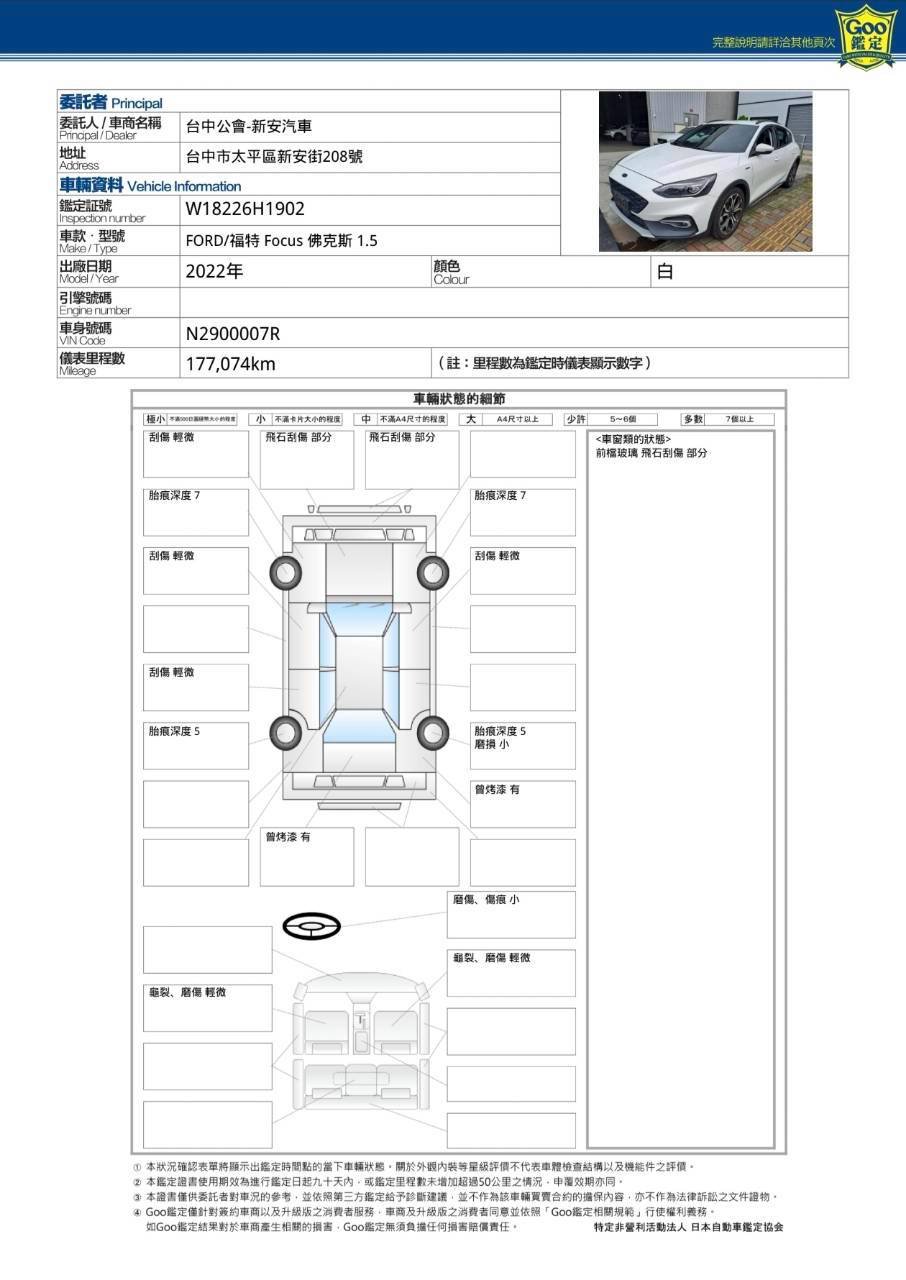 完整說明請詳洽其他頁次
Goo
鑑定
委託者 Principal
委託人 / 車商名稱
Principal / Dealer
台中公會-新安汽車
地址
Address
台中市太平區新安街208號
車輛資料 Vehicle Information
鑑定証號
Inspection number
W18226H1902
車款．型號
Make / Type
FORD/福特 Focus 佛克斯 1.5
出廠日期
Model / Year
2022年
顏色
Colour
白
引擎號碼
Engine number
車身號碼
VIN Code
N2900007R
儀表里程數
Mileage
177,074km
（註：里程數為鑑定時儀表顯示數字）
車輛狀態的細節
極小 小 不滿卡片大小的程度 中 不滿A4尺寸的程度 大 A4尺寸以上 少許 5～6個 多數 7個以上
刮傷 輕微
飛石刮傷 部分
飛石刮傷 部分
<車窗類的狀態>
前檔玻璃 飛石刮傷 部分
胎痕深度 7
胎痕深度 7
刮傷 輕微
刮傷 輕微
刮傷 輕微
胎痕深度 5
胎痕深度 5
磨損 小
曾烤漆 有
曾烤漆 有
磨傷、傷痕 小
龜裂、磨傷 輕微
龜裂、磨傷 輕微
① 本狀況確認表單將顯示出鑑定時間點的當下車輛狀態。關於外觀內裝等星級評價不代表車體檢查結構以及機能件之評價。
② 本鑑定證書使用期效為進行鑑定日起九十天內，或鑑定里程數未增加超過50公里之情況，申覆效期亦同。
③ 本證書僅供委託者對車況的參考，並依照第三方鑑定給予診斷建議，並不作為該車輛買賣合約的擔保內容，亦不作為法律訴訟之文件證物。
④ Goo鑑定僅針對簽約車商以及升級版之消費者服務，車商及升級版之消費者同意並依照「Goo鑑定相關規範」行使權利義務。
如Goo鑑定結果對於車商產生相關的損害，Goo鑑定無須負擔任何損害賠償責任。
特定非營利活動法人 日本自動車鑑定協会